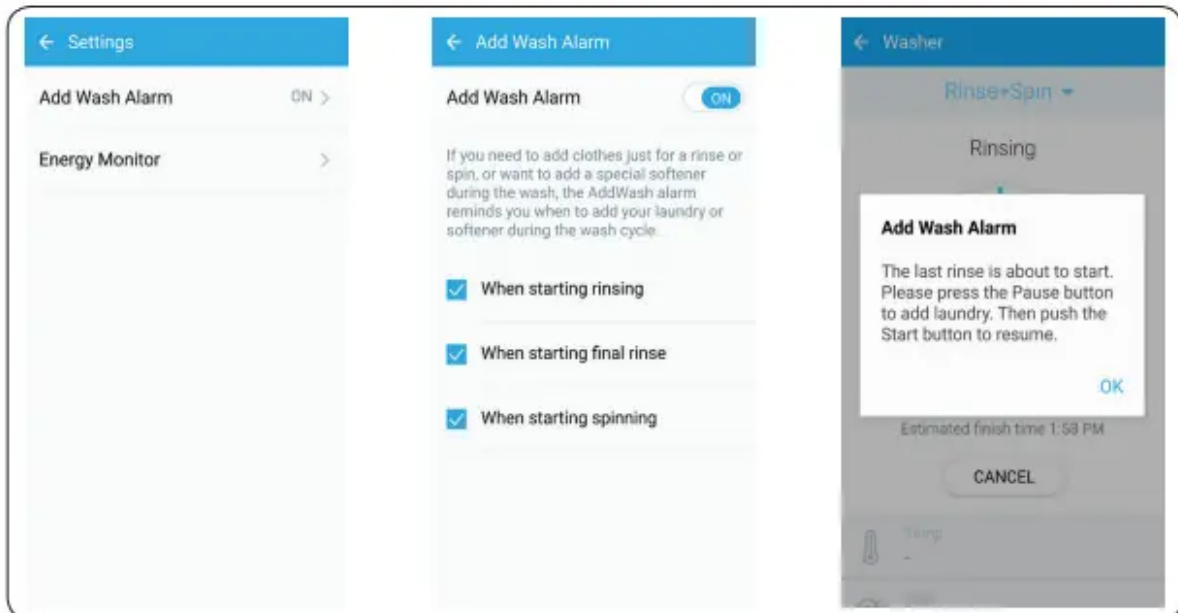 Settings
Add Wash Alarm ON
Energy Monitor
Add Wash Alarm
Add Wash Alarm ON
If you need to add clothes just for a rinse or
spin, or want to add a special softener
during the wash, the AddWash alarm
reminds you when to add your laundry or
softener during the wash cycle.
When starting rinsing
When starting final rinse
When starting spinning
Washer
Rinse+Spin
Rinsing
Add Wash Alarm
The last rinse is about to start.
Please press the Pause button
to add laundry. Then push the
Start button to resume.
OK
Estimated finish time 1:58 PM
CANCEL
Temp
-